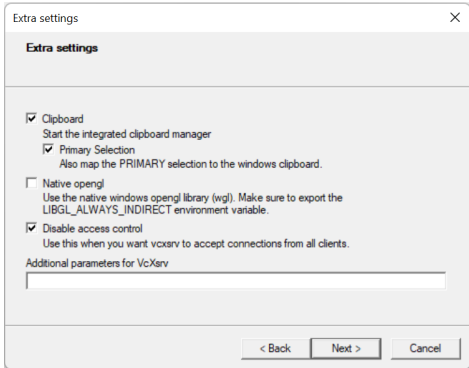 Extra settings
Extra settings
Clipboard
Start the integrated clipboard manager
Primary Selection
Also map the PRIMARY selection to the windows clipboard.
Native opengl
Use the native windows opengl library (wgl). Make sure to export the
LIBGL_ALWAYS_INDIRECT environment variable.
Disable access control
Use this when you want vcxsrv to accept connections from all clients.
Additional parameters for VcXsrv
< Back
Next >
Cancel